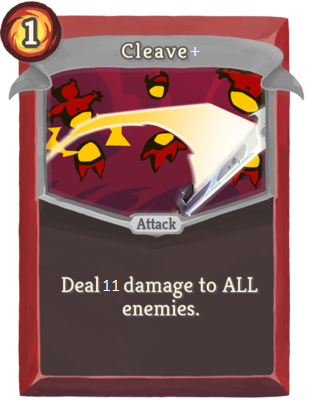 1
Cleave+
Attack
Deal 11 damage to ALL
enemies.